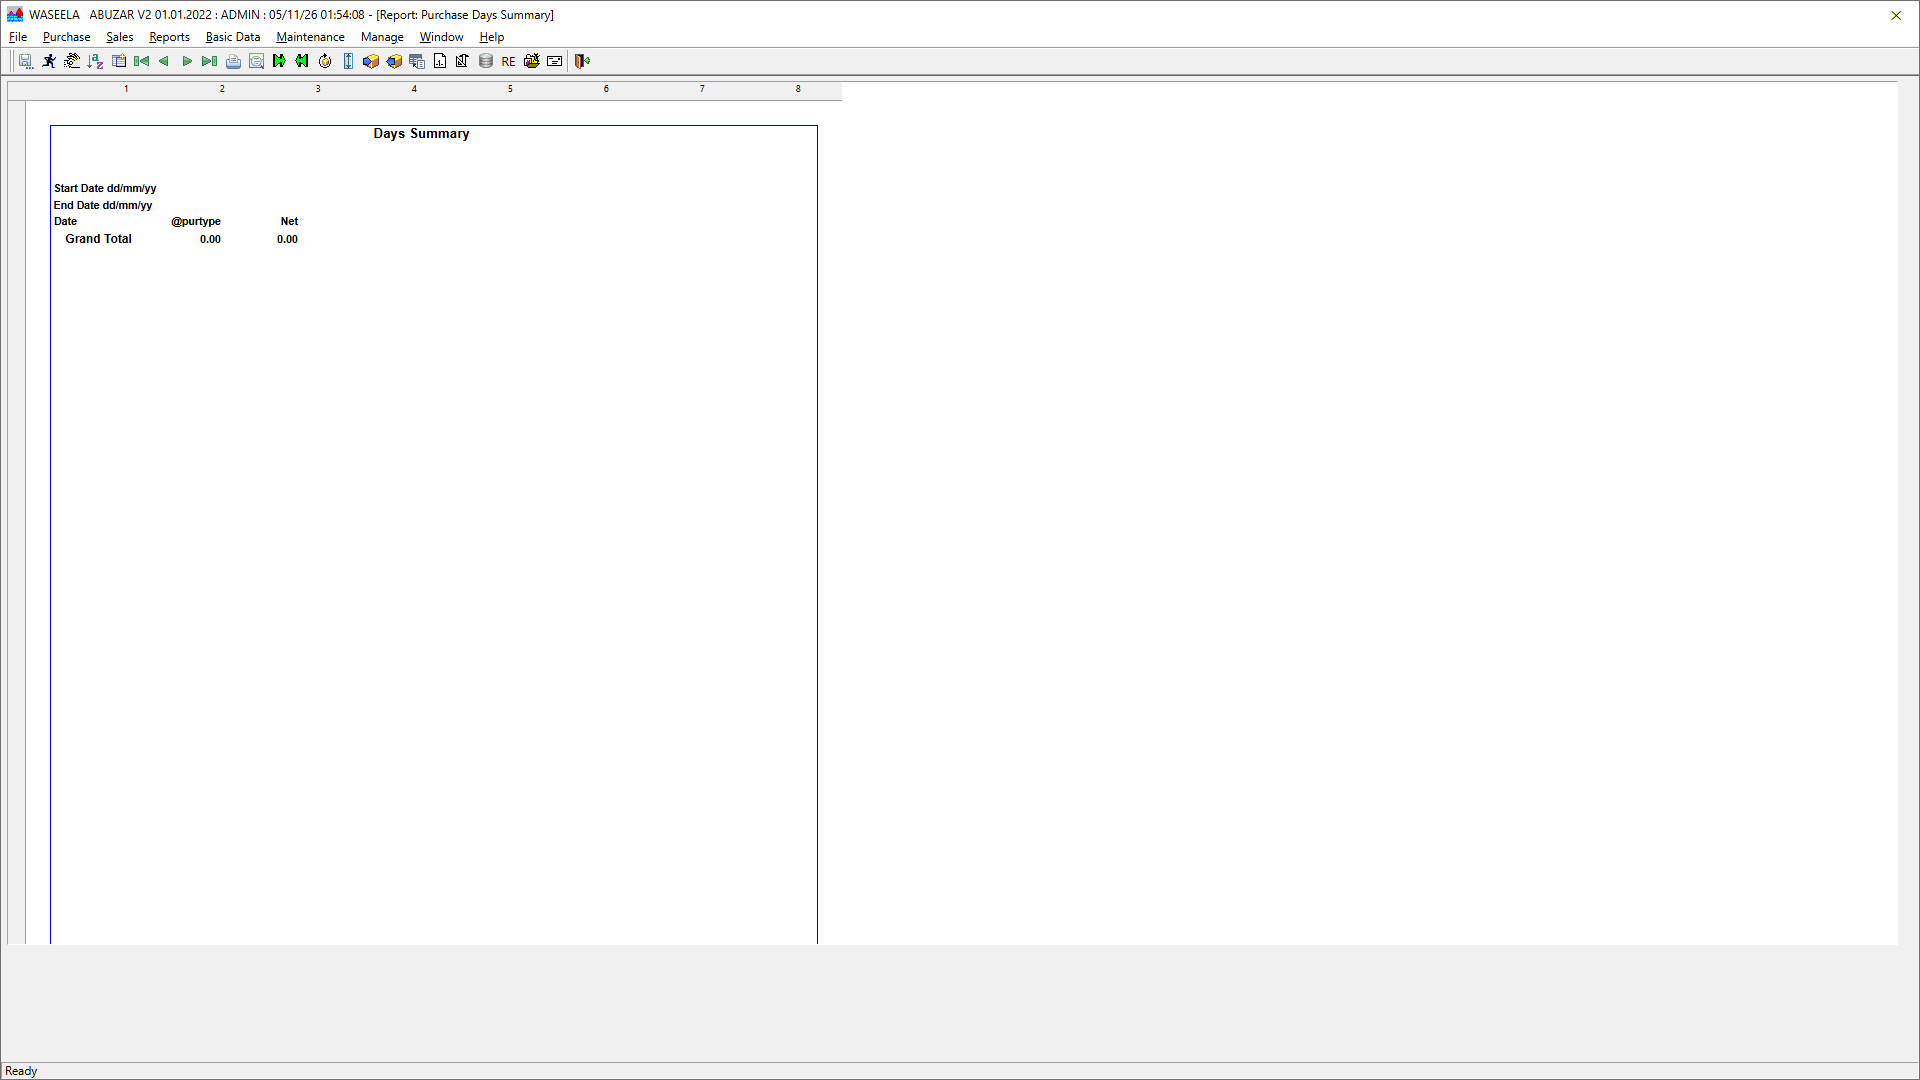 WASEELA ABUZAR V2 01.01.2022 : ADMIN : 05/11/26 01:54:08 - [Report: Purchase Days Summary]
File Purchase Sales Reports Basic Data Maintenance Manage Window Help
RE
1 2 3 4 5 6 7 8
Days Summary
Start Date dd/mm/yy
End Date dd/mm/yy
Date @purtype Net
Grand Total 0.00 0.00
Ready